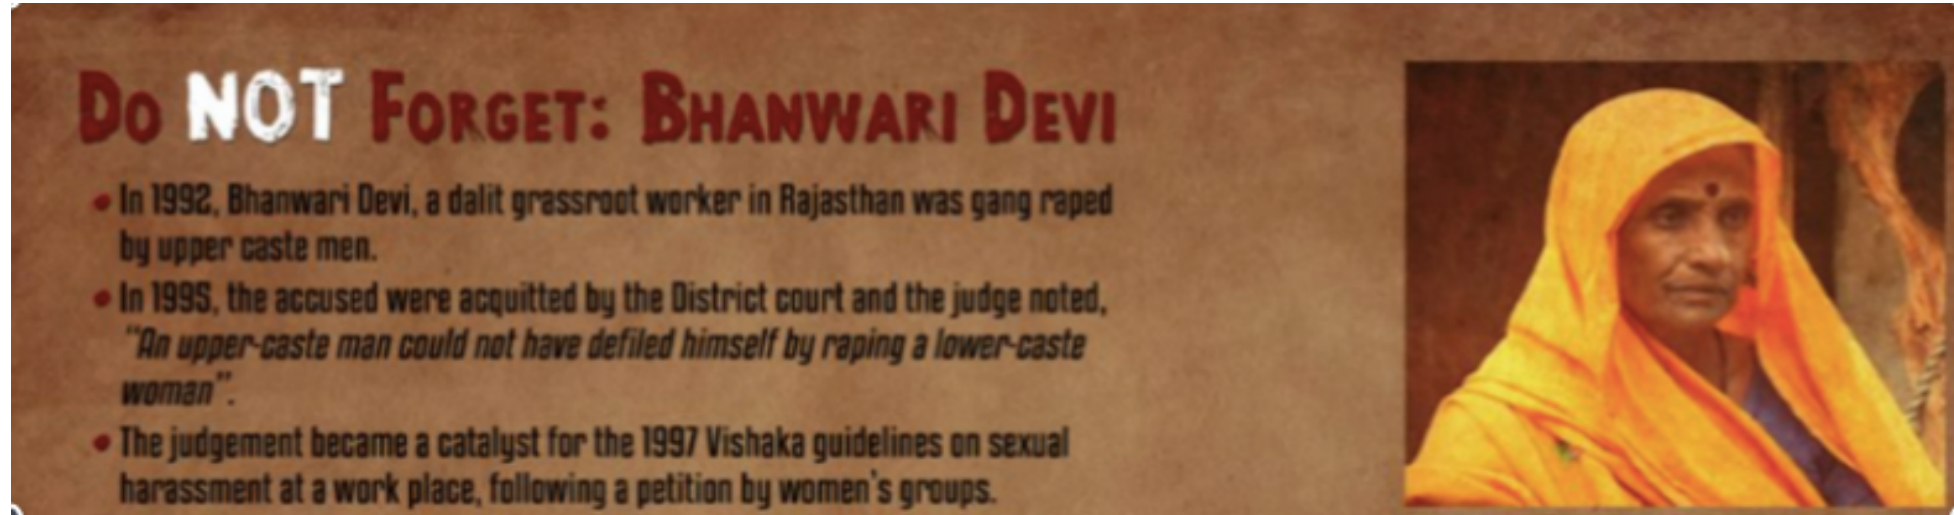 Do NOT Forget: Bhanwari Devi
• In 1992, Bhanwari Devi, a dalit grassroot worker in Rajasthan was gang raped
by upper caste men.
• In 1995, the accused were acquitted by the District court and the judge noted,
"An upper-caste man could not have defiled himself by raping a lower-caste
woman".
• The judgement became a catalyst for the 1997 Vishaka guidelines on sexual
harassment at a work place, following a petition by women's groups.